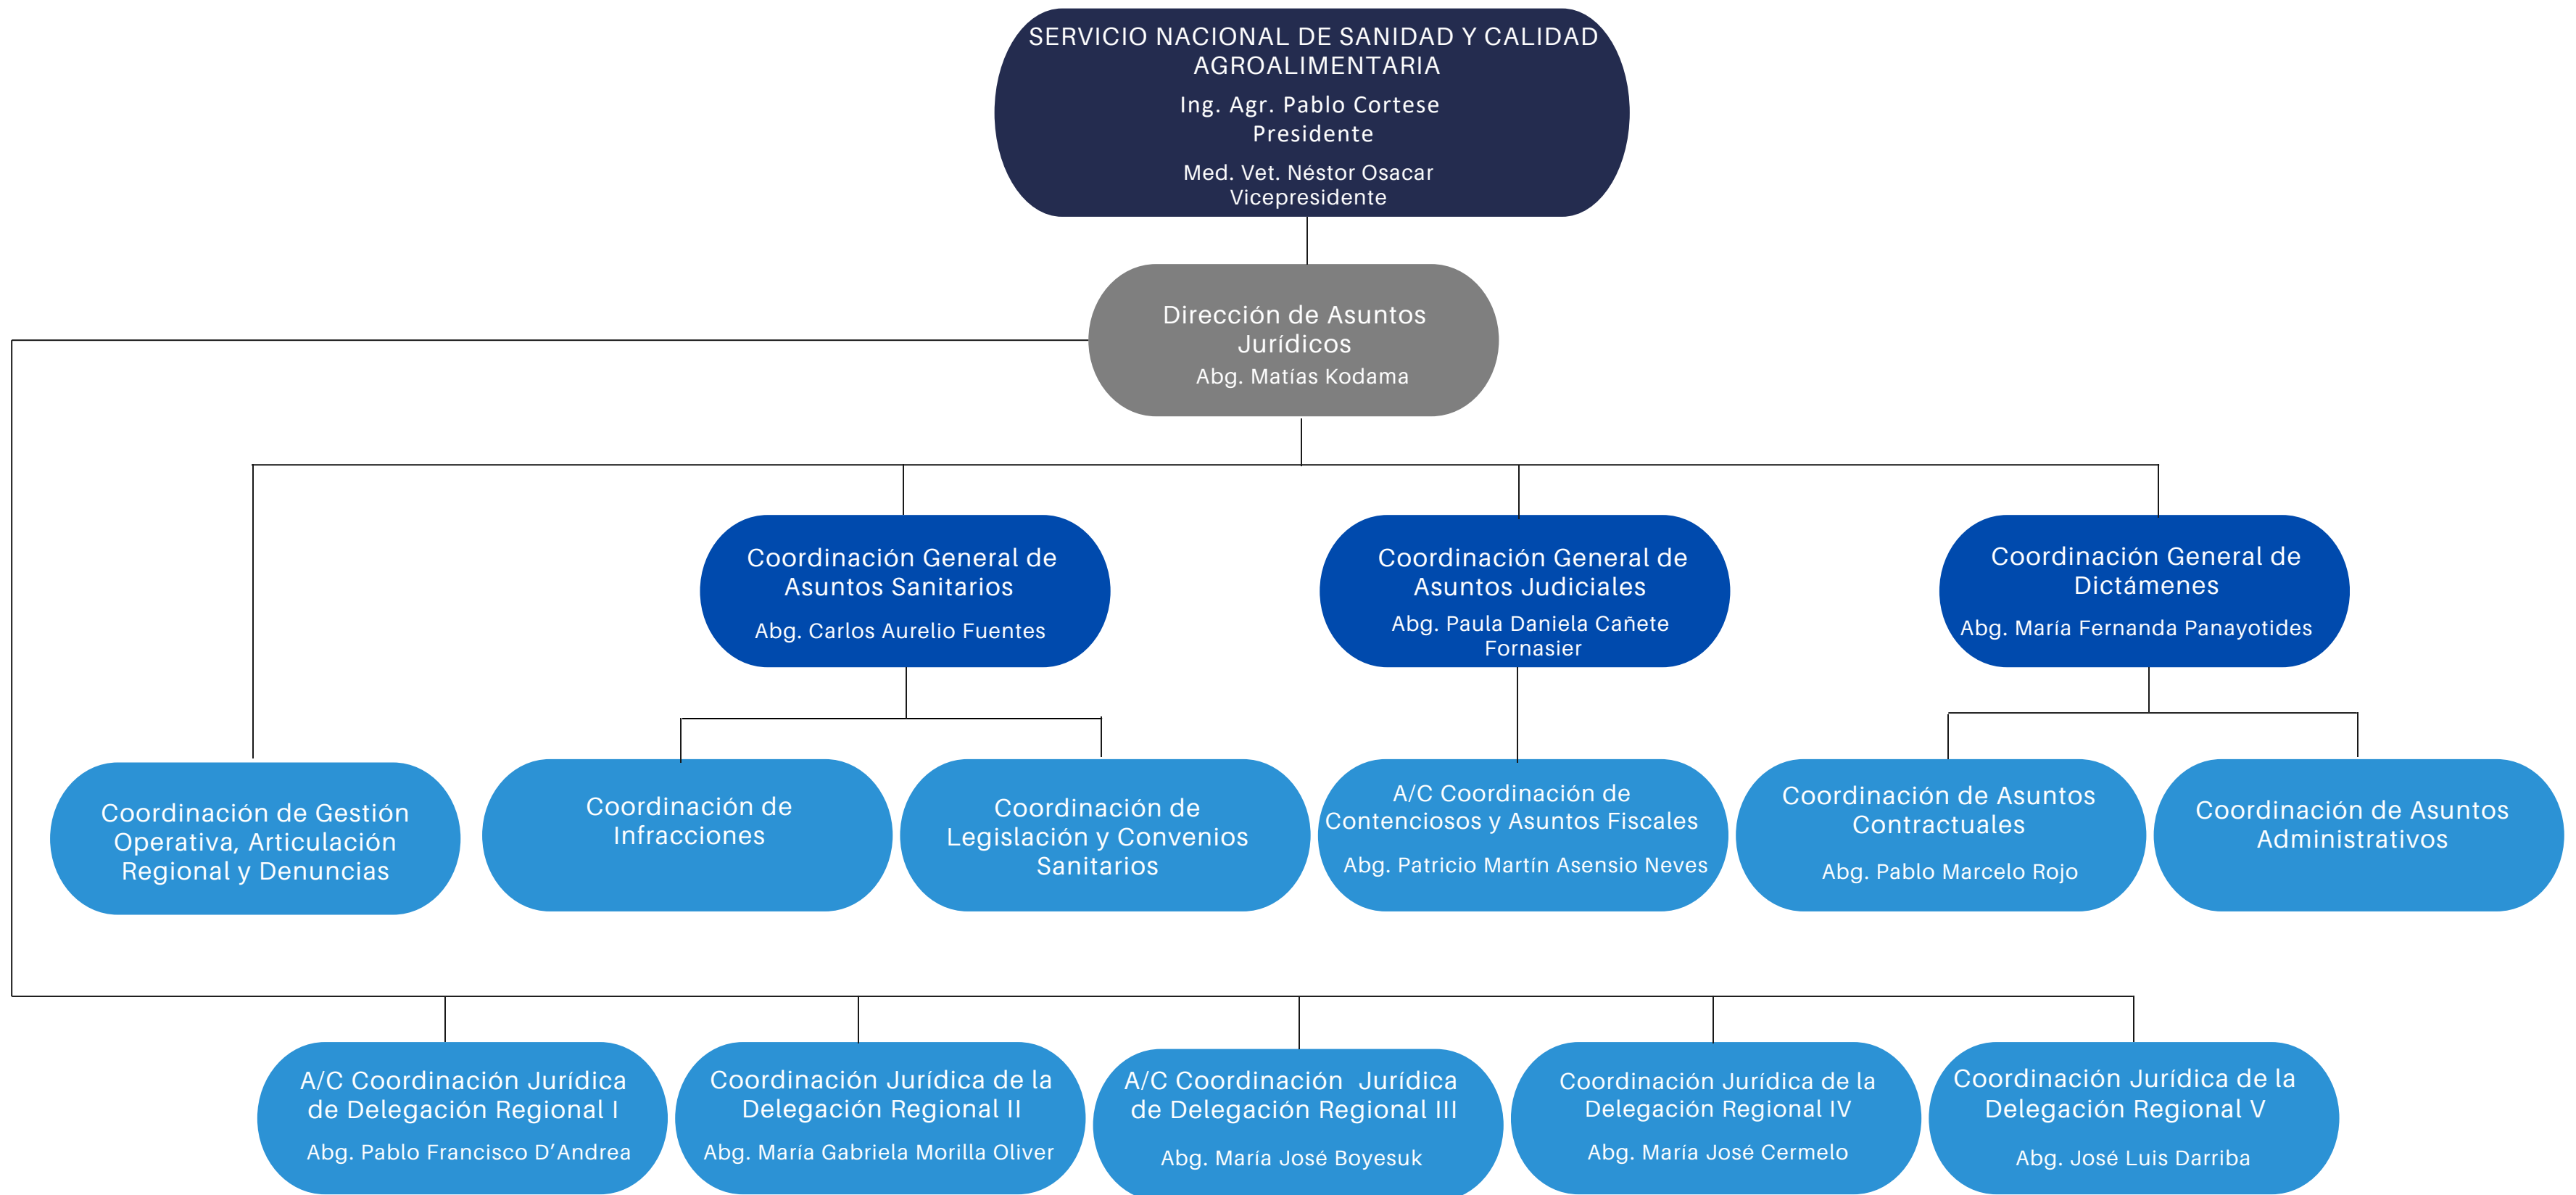 SERVICIO NACIONAL DE SANIDAD Y CALIDAD
AGROALIMENTARIA
Ing. Agr. Pablo Cortese
Presidente
Med. Vet. Néstor Osacar
Vicepresidente
Dirección de Asuntos
Jurídicos
Abg. Matías Kodama
Coordinación General de
Asuntos Sanitarios
Abg. Carlos Aurelio Fuentes
Coordinación General de
Asuntos Judiciales
Abg. Paula Daniela Cañete
Fornasier
Coordinación General de
Dictámenes
Abg. María Fernanda Panayotides
Coordinación de Gestión
Operativa, Articulación
Regional y Denuncias
Coordinación de
Infracciones
Coordinación de
Legislación y Convenios
Sanitarios
A/C Coordinación de
Contenciosos y Asuntos Fiscales
Abg. Patricio Martín Asensio Neves
Coordinación de Asuntos
Contractuales
Abg. Pablo Marcelo Rojo
Coordinación de Asuntos
Administrativos
A/C Coordinación Jurídica
de Delegación Regional I
Abg. Pablo Francisco D’Andrea
Coordinación Jurídica de la
Delegación Regional II
Abg. María Gabriela Morilla Oliver
A/C Coordinación Jurídica
de Delegación Regional III
Abg. María José Boyesuk
Coordinación Jurídica de la
Delegación Regional IV
Abg. María José Cermelo
Coordinación Jurídica de la
Delegación Regional V
Abg. José Luis Darriba